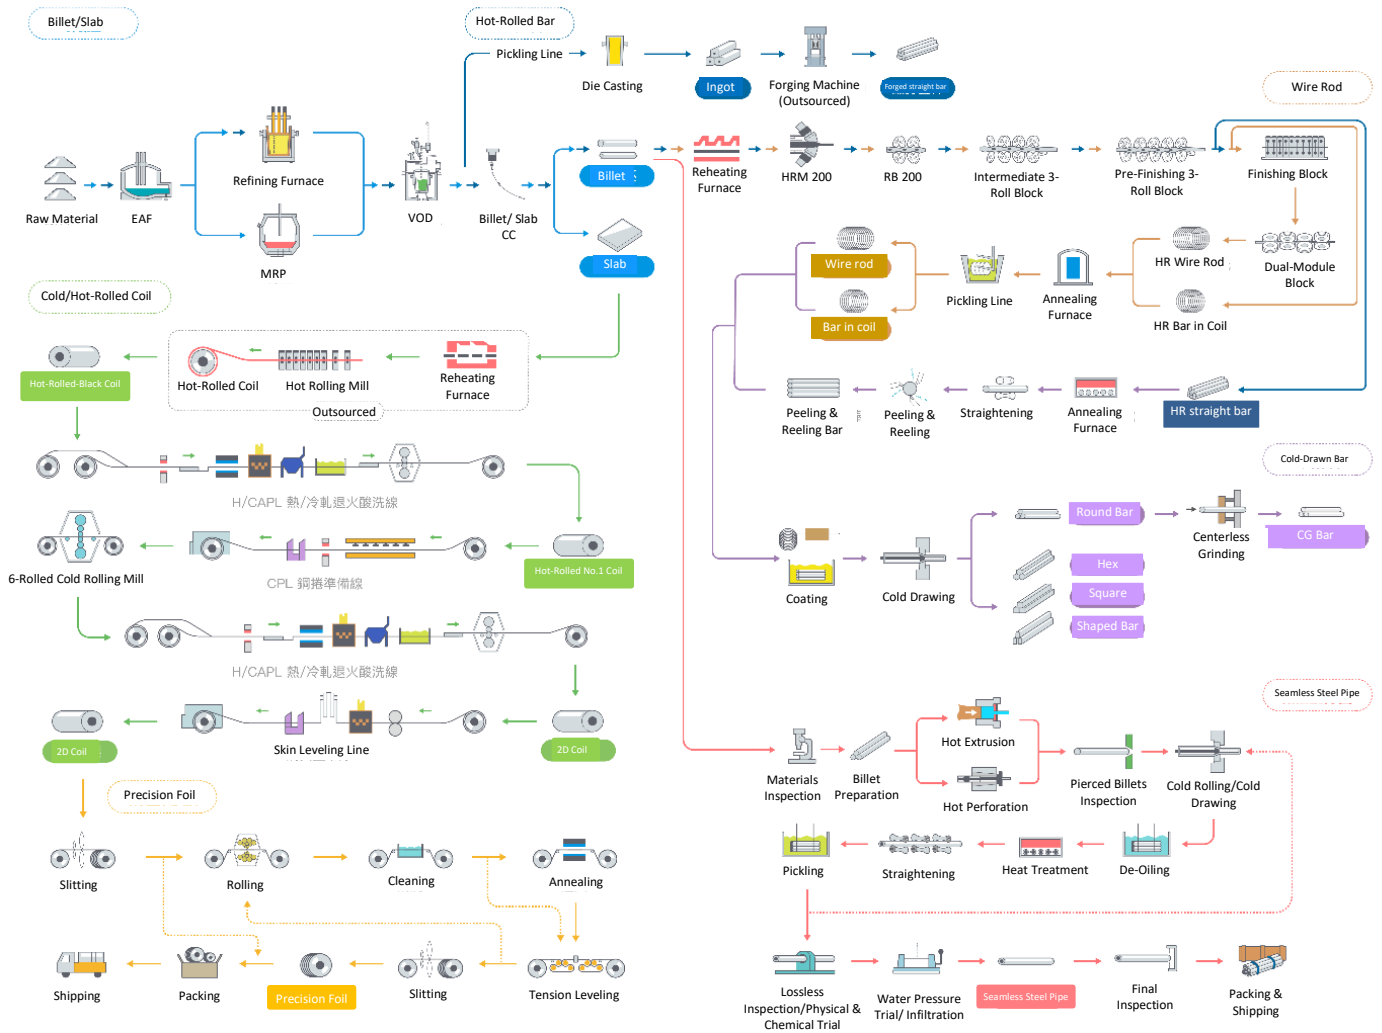 Billet/Slab
Hot-Rolled Bar
Pickling Line
Die Casting
Ingot
Forging Machine
(Outsourced)
Forged straight bar
Wire Rod
Raw Material
EAF
Refining Furnace
MRP
VOD
Billet/ Slab
CC
Billet
Slab
Reheating
Furnace
HRM 200
RB 200
Intermediate 3-
Roll Block
Pre-Finishing 3-
Roll Block
Finishing Block
Dual-Module
Block
HR Wire Rod
HR Bar in Coil
Annealing
Furnace
Pickling Line
Wire rod
Bar in coil
Cold/Hot-Rolled Coil
Hot-Rolled-Black Coil
Hot-Rolled Coil
Hot Rolling Mill
Reheating
Furnace
Outsourced
Peeling &
Reeling Bar
Peeling &
Reeling
Straightening
Annealing
Furnace
HR straight bar
H/CAPL 熱/冷軋退火酸洗線
Cold-Drawn Bar
6-Rolled Cold Rolling Mill
CPL 鋼捲準備線
Hot-Rolled No.1 Coil
Coating
Cold Drawing
Round Bar
Hex
Square
Shaped Bar
Centerless
Grinding
CG Bar
H/CAPL 熱/冷軋退火酸洗線
2D Coil
Skin Leveling Line
2D Coil
Seamless Steel Pipe
Materials
Inspection
Billet
Preparation
Hot Extrusion
Hot Perforation
Pierced Billets
Inspection
Cold Rolling/Cold
Drawing
Precision Foil
Slitting
Rolling
Cleaning
Annealing
Pickling
Straightening
Heat Treatment
De-Oiling
Shipping
Packing
Precision Foil
Slitting
Tension Leveling
Lossless
Inspection/Physical &
Chemical Trial
Water Pressure
Trial/ Infiltration
Seamless Steel Pipe
Final
Inspection
Packing &
Shipping